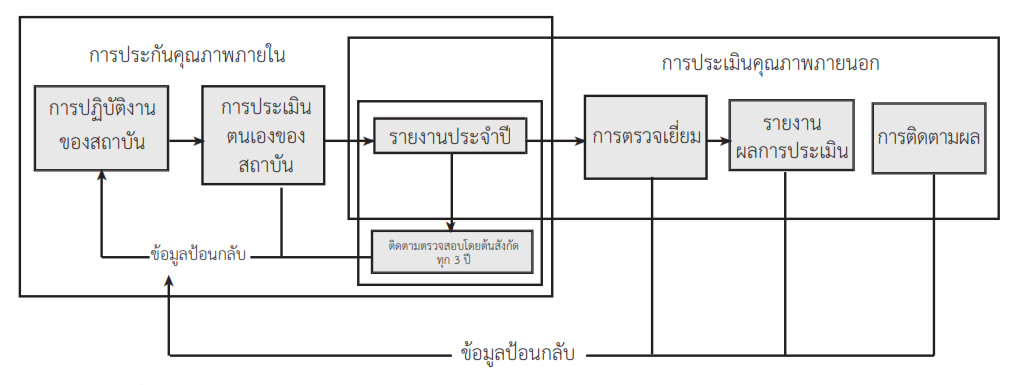 การประกันคุณภาพภายใน
การประเมินคุณภาพภายนอก
การปฏิบัติงาน
ของสถาบัน
การประเมิน
ตนเองของ
สถาบัน
รายงานประจำปี
การตรวจเยี่ยม
รายงาน
ผลการประเมิน
การติดตามผล
ติดตามตรวจสอบโดยต้นสังกัด
ทุก 3 ปี
ข้อมูลป้อนกลับ
ข้อมูลป้อนกลับ